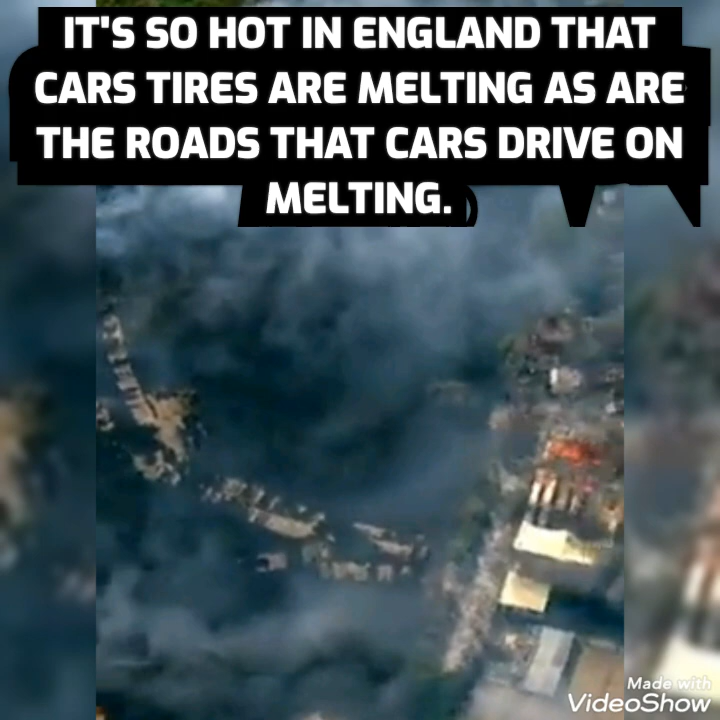 IT'S SO HOT IN ENGLAND THAT
CARS TIRES ARE MELTING AS ARE
THE ROADS THAT CARS DRIVE ON
MELTING.
Made with
VideoShow